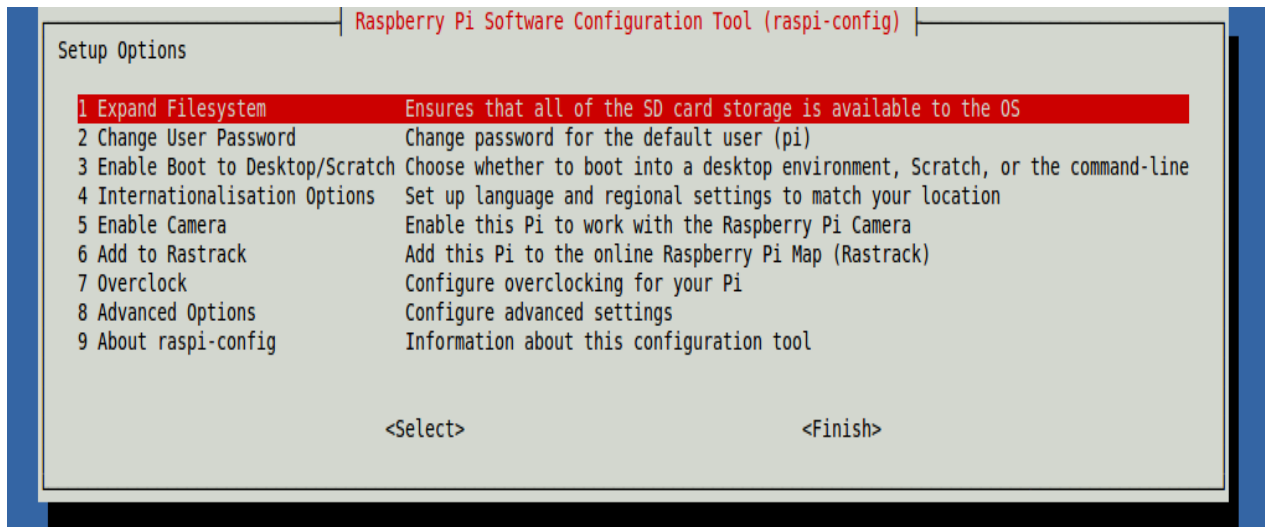 Raspberry Pi Software Configuration Tool (raspi-config)
Setup Options
1 Expand Filesystem Ensures that all of the SD card storage is available to the OS
2 Change User Password Change password for the default user (pi)
3 Enable Boot to Desktop/Scratch Choose whether to boot into a desktop environment, Scratch, or the command-line
4 Internationalisation Options Set up language and regional settings to match your location
5 Enable Camera Enable this Pi to work with the Raspberry Pi Camera
6 Add to Rastrack Add this Pi to the online Raspberry Pi Map (Rastrack)
7 Overclock Configure overclocking for your Pi
8 Advanced Options Configure advanced settings
9 About raspi-config Information about this configuration tool
<Select> <Finish>